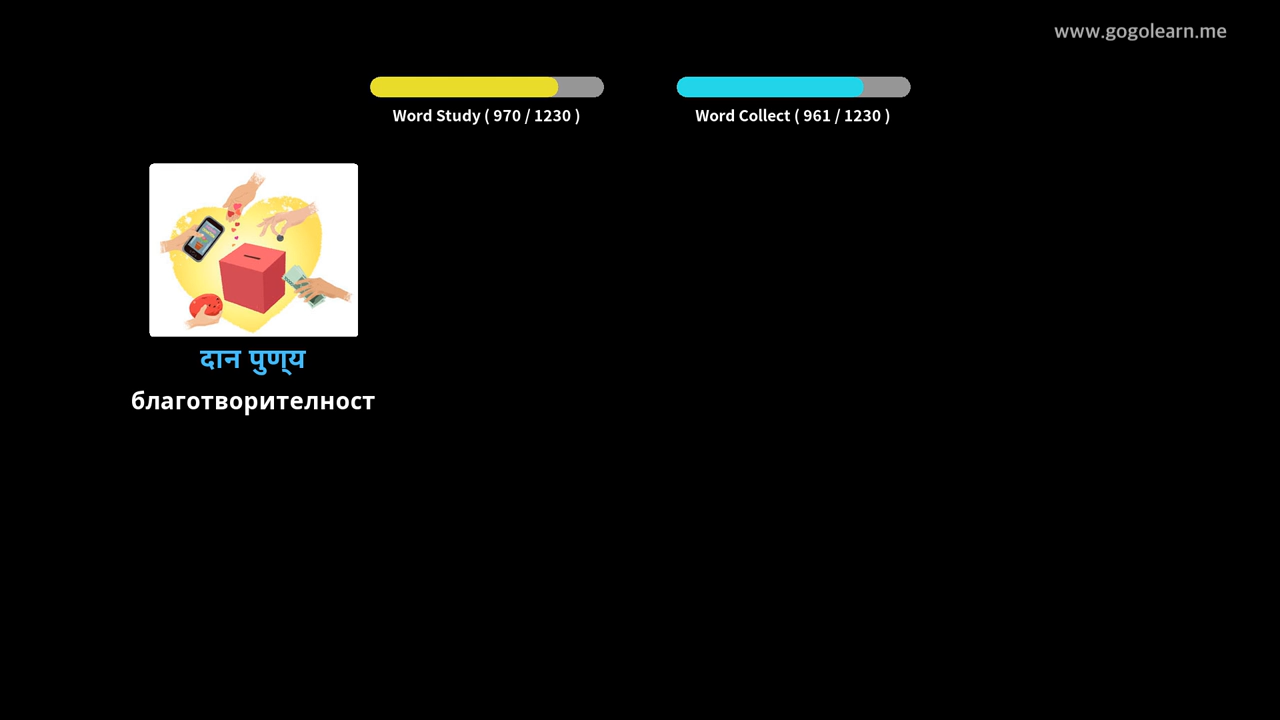 www.gogolearn.me
Word Study ( 970 / 1230 )
Word Collect ( 961 / 1230 )
दान पुण्य
благотворителност